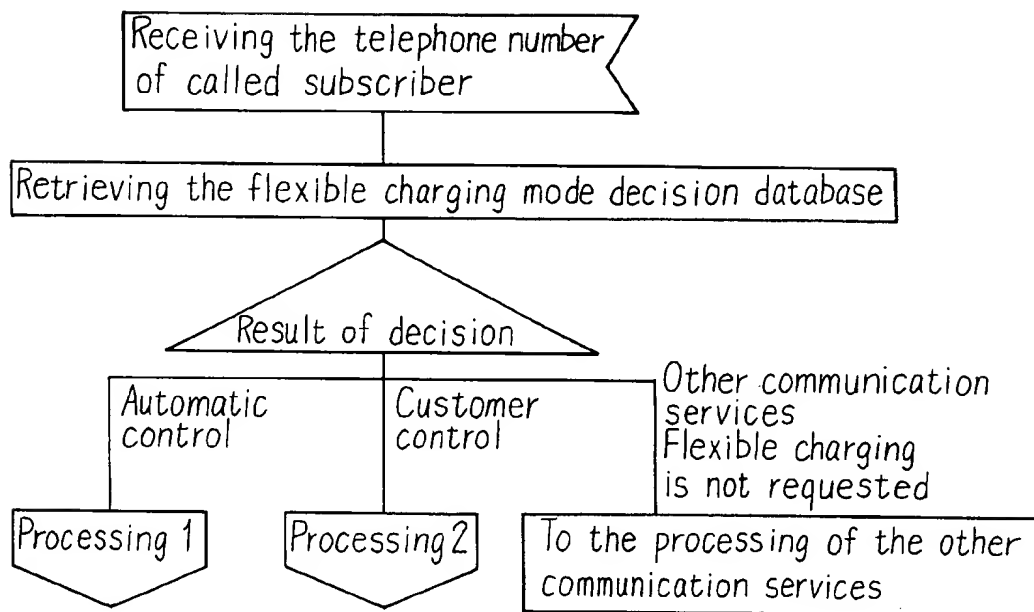 Receiving the telephone number
of called subscriber
Retrieving the flexible charging mode decision database
Result of decision
Automatic
control
Customer
control
Other communication
services
Flexible charging
is not requested
Processing 1
Processing 2
To the processing of the other
communication services